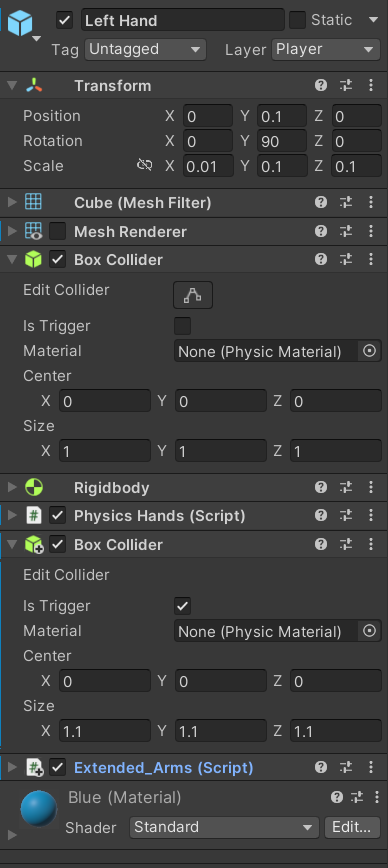 Left Hand Static
Tag Untagged Layer Player
Transform
Position X 0 Y 0.1 Z 0
Rotation X 0 Y 90 Z 0
Scale X 0.01 Y 0.1 Z 0.1
Cube (Mesh Filter)
Mesh Renderer
Box Collider
Edit Collider
Is Trigger
Material None (Physic Material)
Center
X 0 Y 0 Z 0
Size
X 1 Y 1 Z 1
Rigidbody
# Physics Hands (Script)
Box Collider
Edit Collider
Is Trigger
Material None (Physic Material)
Center
X 0 Y 0 Z 0
Size
X 1.1 Y 1.1 Z 1.1
# Extended_Arms (Script)
Blue (Material)
Shader Standard Edit...